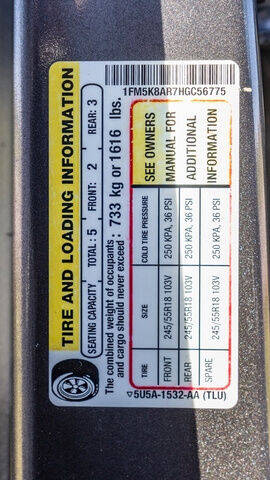 1FM5K8AR7HGC56775
TIRE AND LOADING INFORMATION
SEATING CAPACITY TOTAL : 5 FRONT: 2 REAR: 3
The combined weight of occupants
and cargo should never exceed : 733 kg or 1616 lbs.
TIRE SIZE COLD TIRE PRESSURE SEE OWNERS
FRONT 245/55R18 103V 250 KPA, 36 PSI MANUAL FOR
REAR 245/55R18 103V 250 KPA, 36 PSI ADDITIONAL
SPARE 245/55R18 103V 250 KPA, 36 PSI INFORMATION
▽5U5A-1532-AA (TLU)